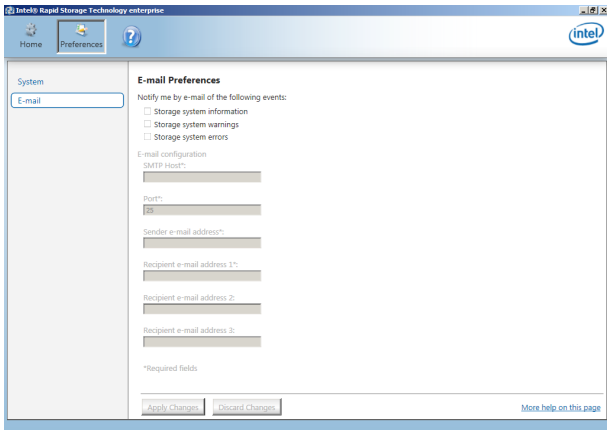 Intel® Rapid Storage Technology enterprise
Home
Preferences
?
intel
System
E-mail
E-mail Preferences
Notify me by e-mail of the following events:
Storage system information
Storage system warnings
Storage system errors
E-mail configuration
SMTP Host*:
Port*:
25
Sender e-mail address*:
Recipient e-mail address 1*:
Recipient e-mail address 2:
Recipient e-mail address 3:
*Required fields
Apply Changes
Discard Changes
More help on this page